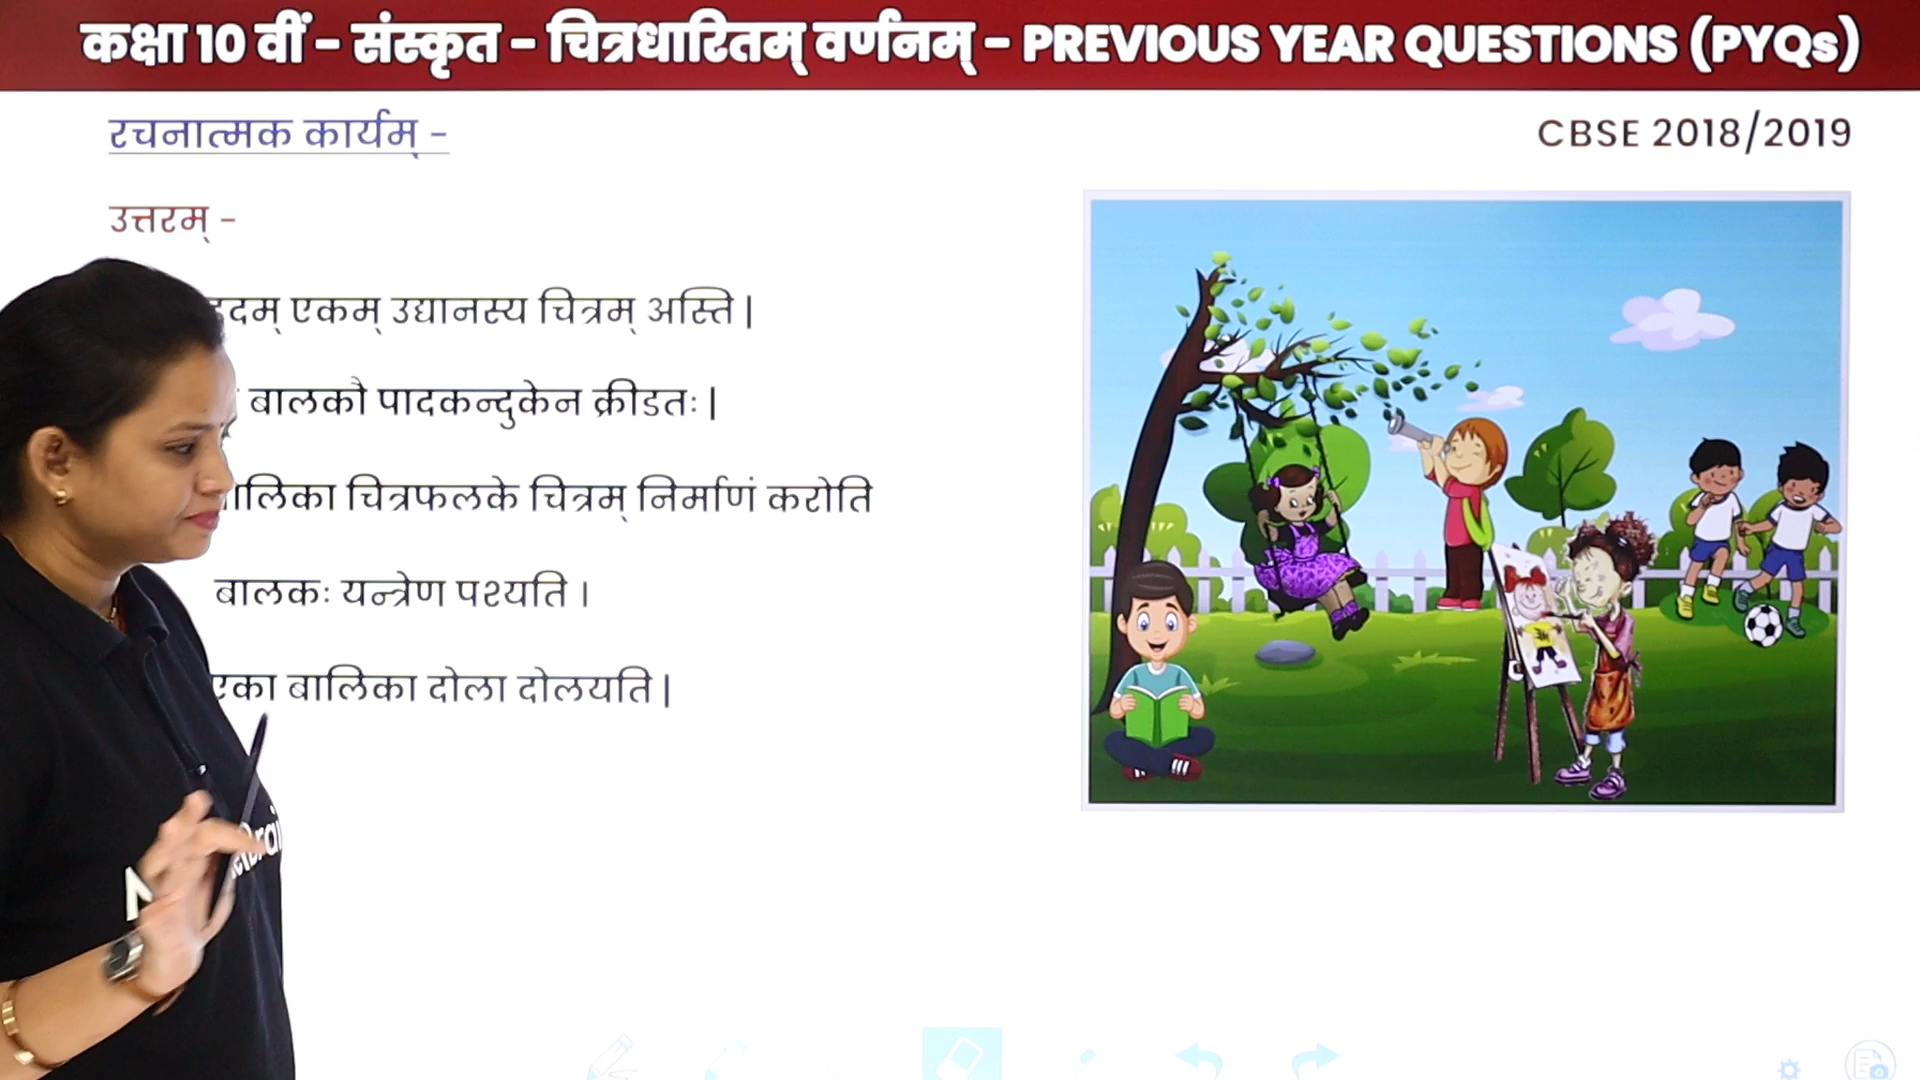 कक्षा 10 वीं – संस्कृत – चित्रधारितम् वर्णनम् – PREVIOUS YEAR QUESTIONS (PYQs)
रचनात्मक कार्यम् –
CBSE 2018/2019
उत्तरम् –
एकम् उद्यानस्य चित्रम् अस्ति |
बालकौ पादकन्दुकेन क्रीडतः |
चित्रफलके चित्रम् निर्माणं करोति
बालकः यन्त्रेण पश्यति ।
एका बालिका दोला दोलयति |